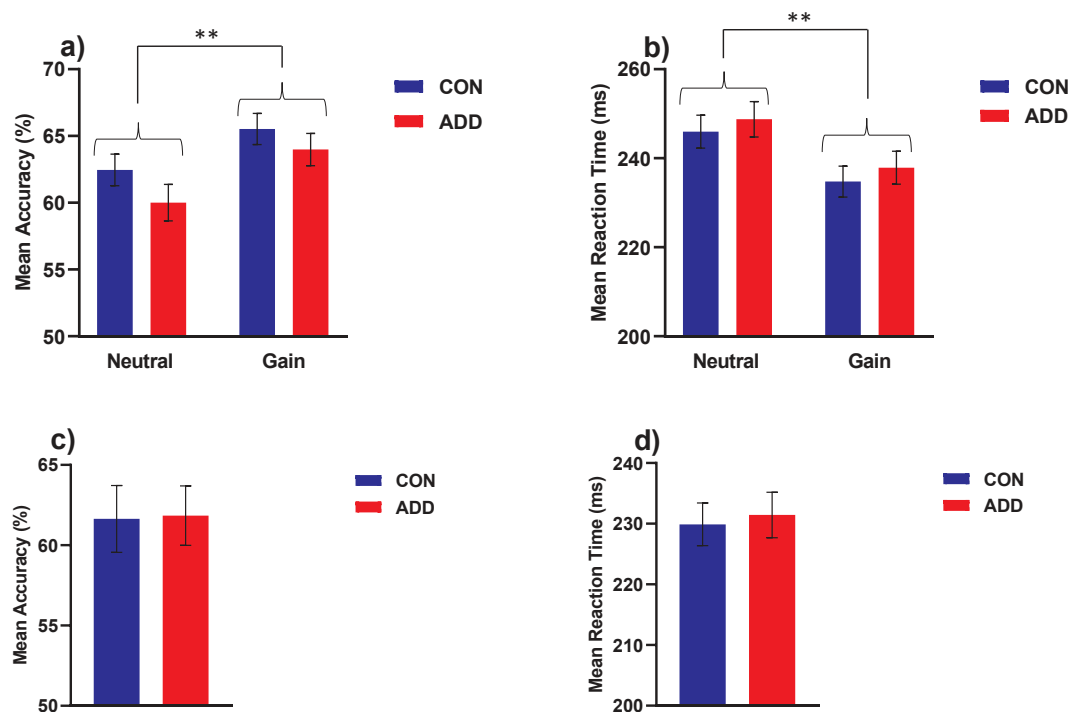 a)
**
CON
ADD
Mean Accuracy (%)
65
60
55
50
Neutral
Gain
b)
**
CON
ADD
Mean Reaction Time (ms)
260
240
220
200
Neutral
Gain
c)
CON
ADD
Mean Accuracy (%)
65
60
55
50
d)
CON
ADD
Mean Reaction Time (ms)
240
230
220
210
200